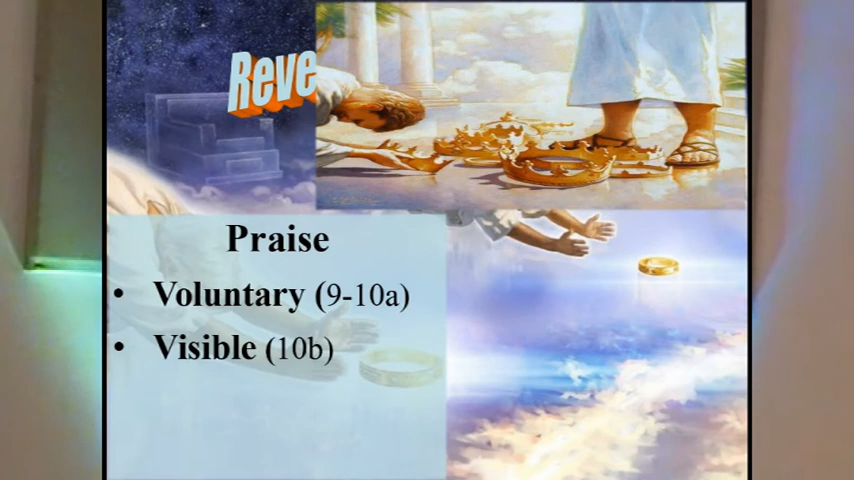 Reve
Praise
• Voluntary (9-10a)
• Visible (10b)